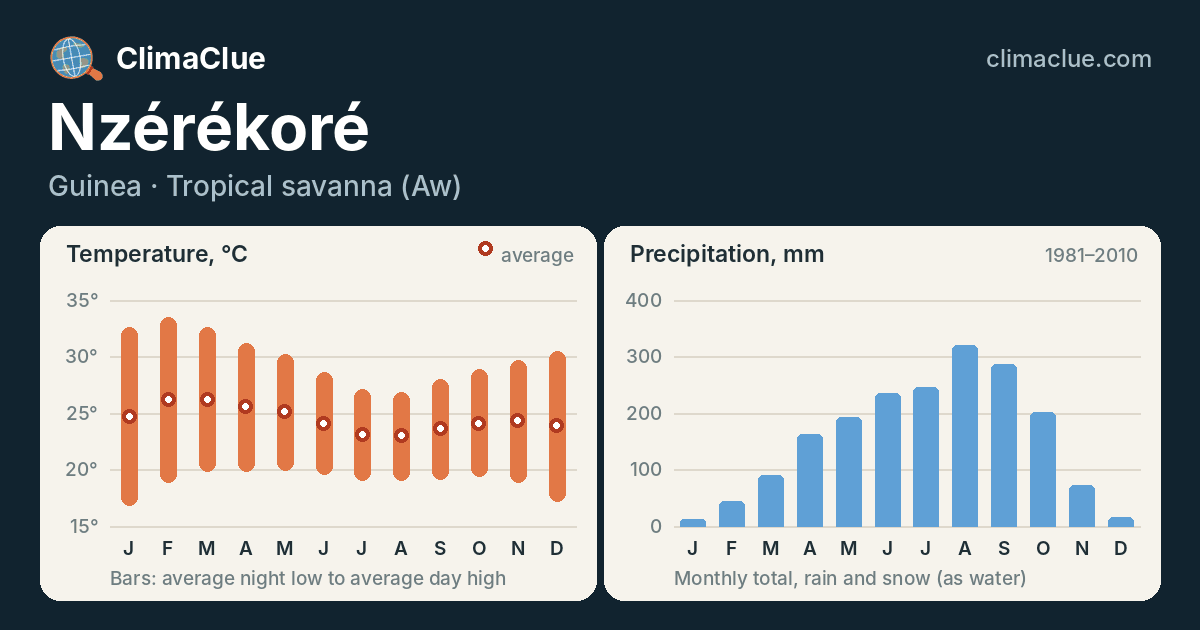 ClimaClue
climaclue.com
Nzérékoré
Guinea · Tropical savanna (Aw)
Temperature, °C
average
35°
30°
25°
20°
15°
J F M A M J J A S O N D
Bars: average night low to average day high
Precipitation, mm
1981–2010
400
300
200
100
0
J F M A M J J A S O N D
Monthly total, rain and snow (as water)